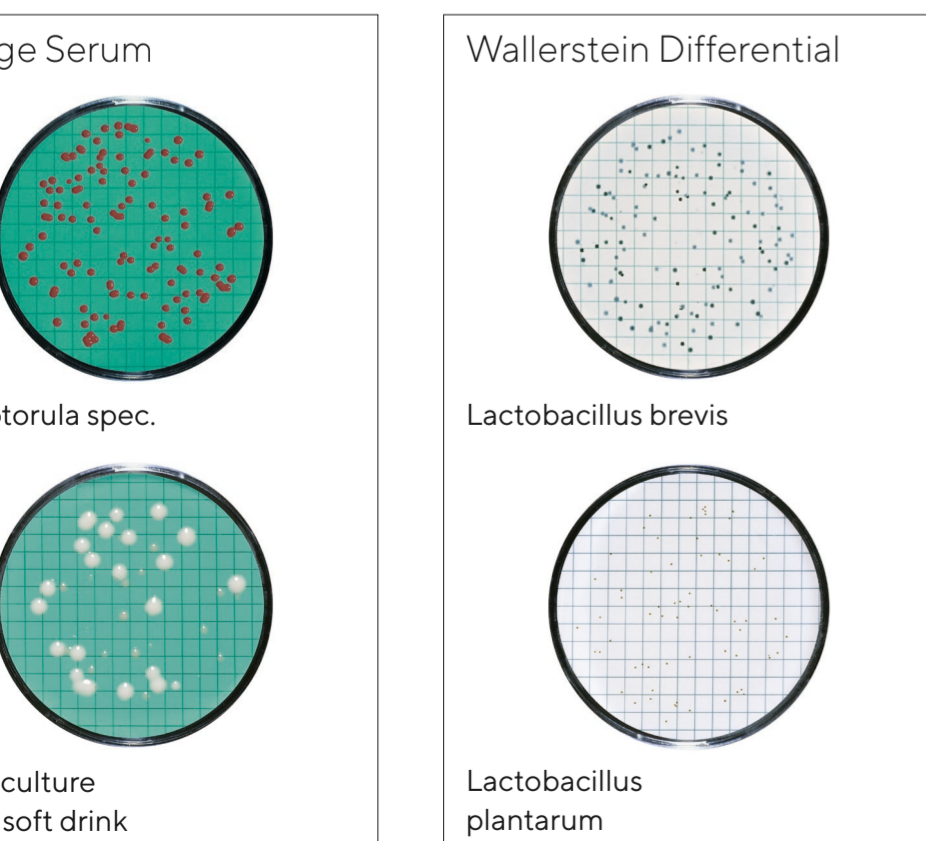 ge Serum
torula spec.
culture
soft drink
Wallerstein Differential
Lactobacillus brevis
Lactobacillus
plantarum